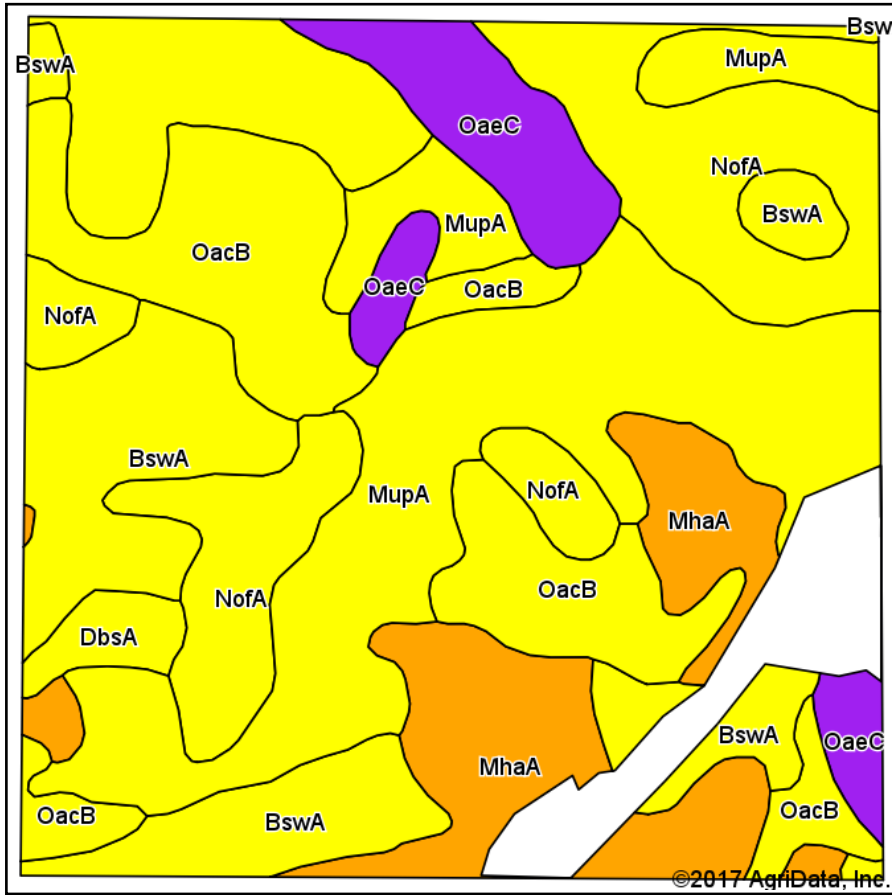 Bsw
BswA
MupA
OaeC
NofA
BswA
MupA
OacB
OaeC
OacB
NofA
BswA
MupA
NofA
MhaA
OacB
NofA
DbsA
BswA
OaeC
MhaA
OacB
OacB
BswA
©2017 AgriData, Inc.